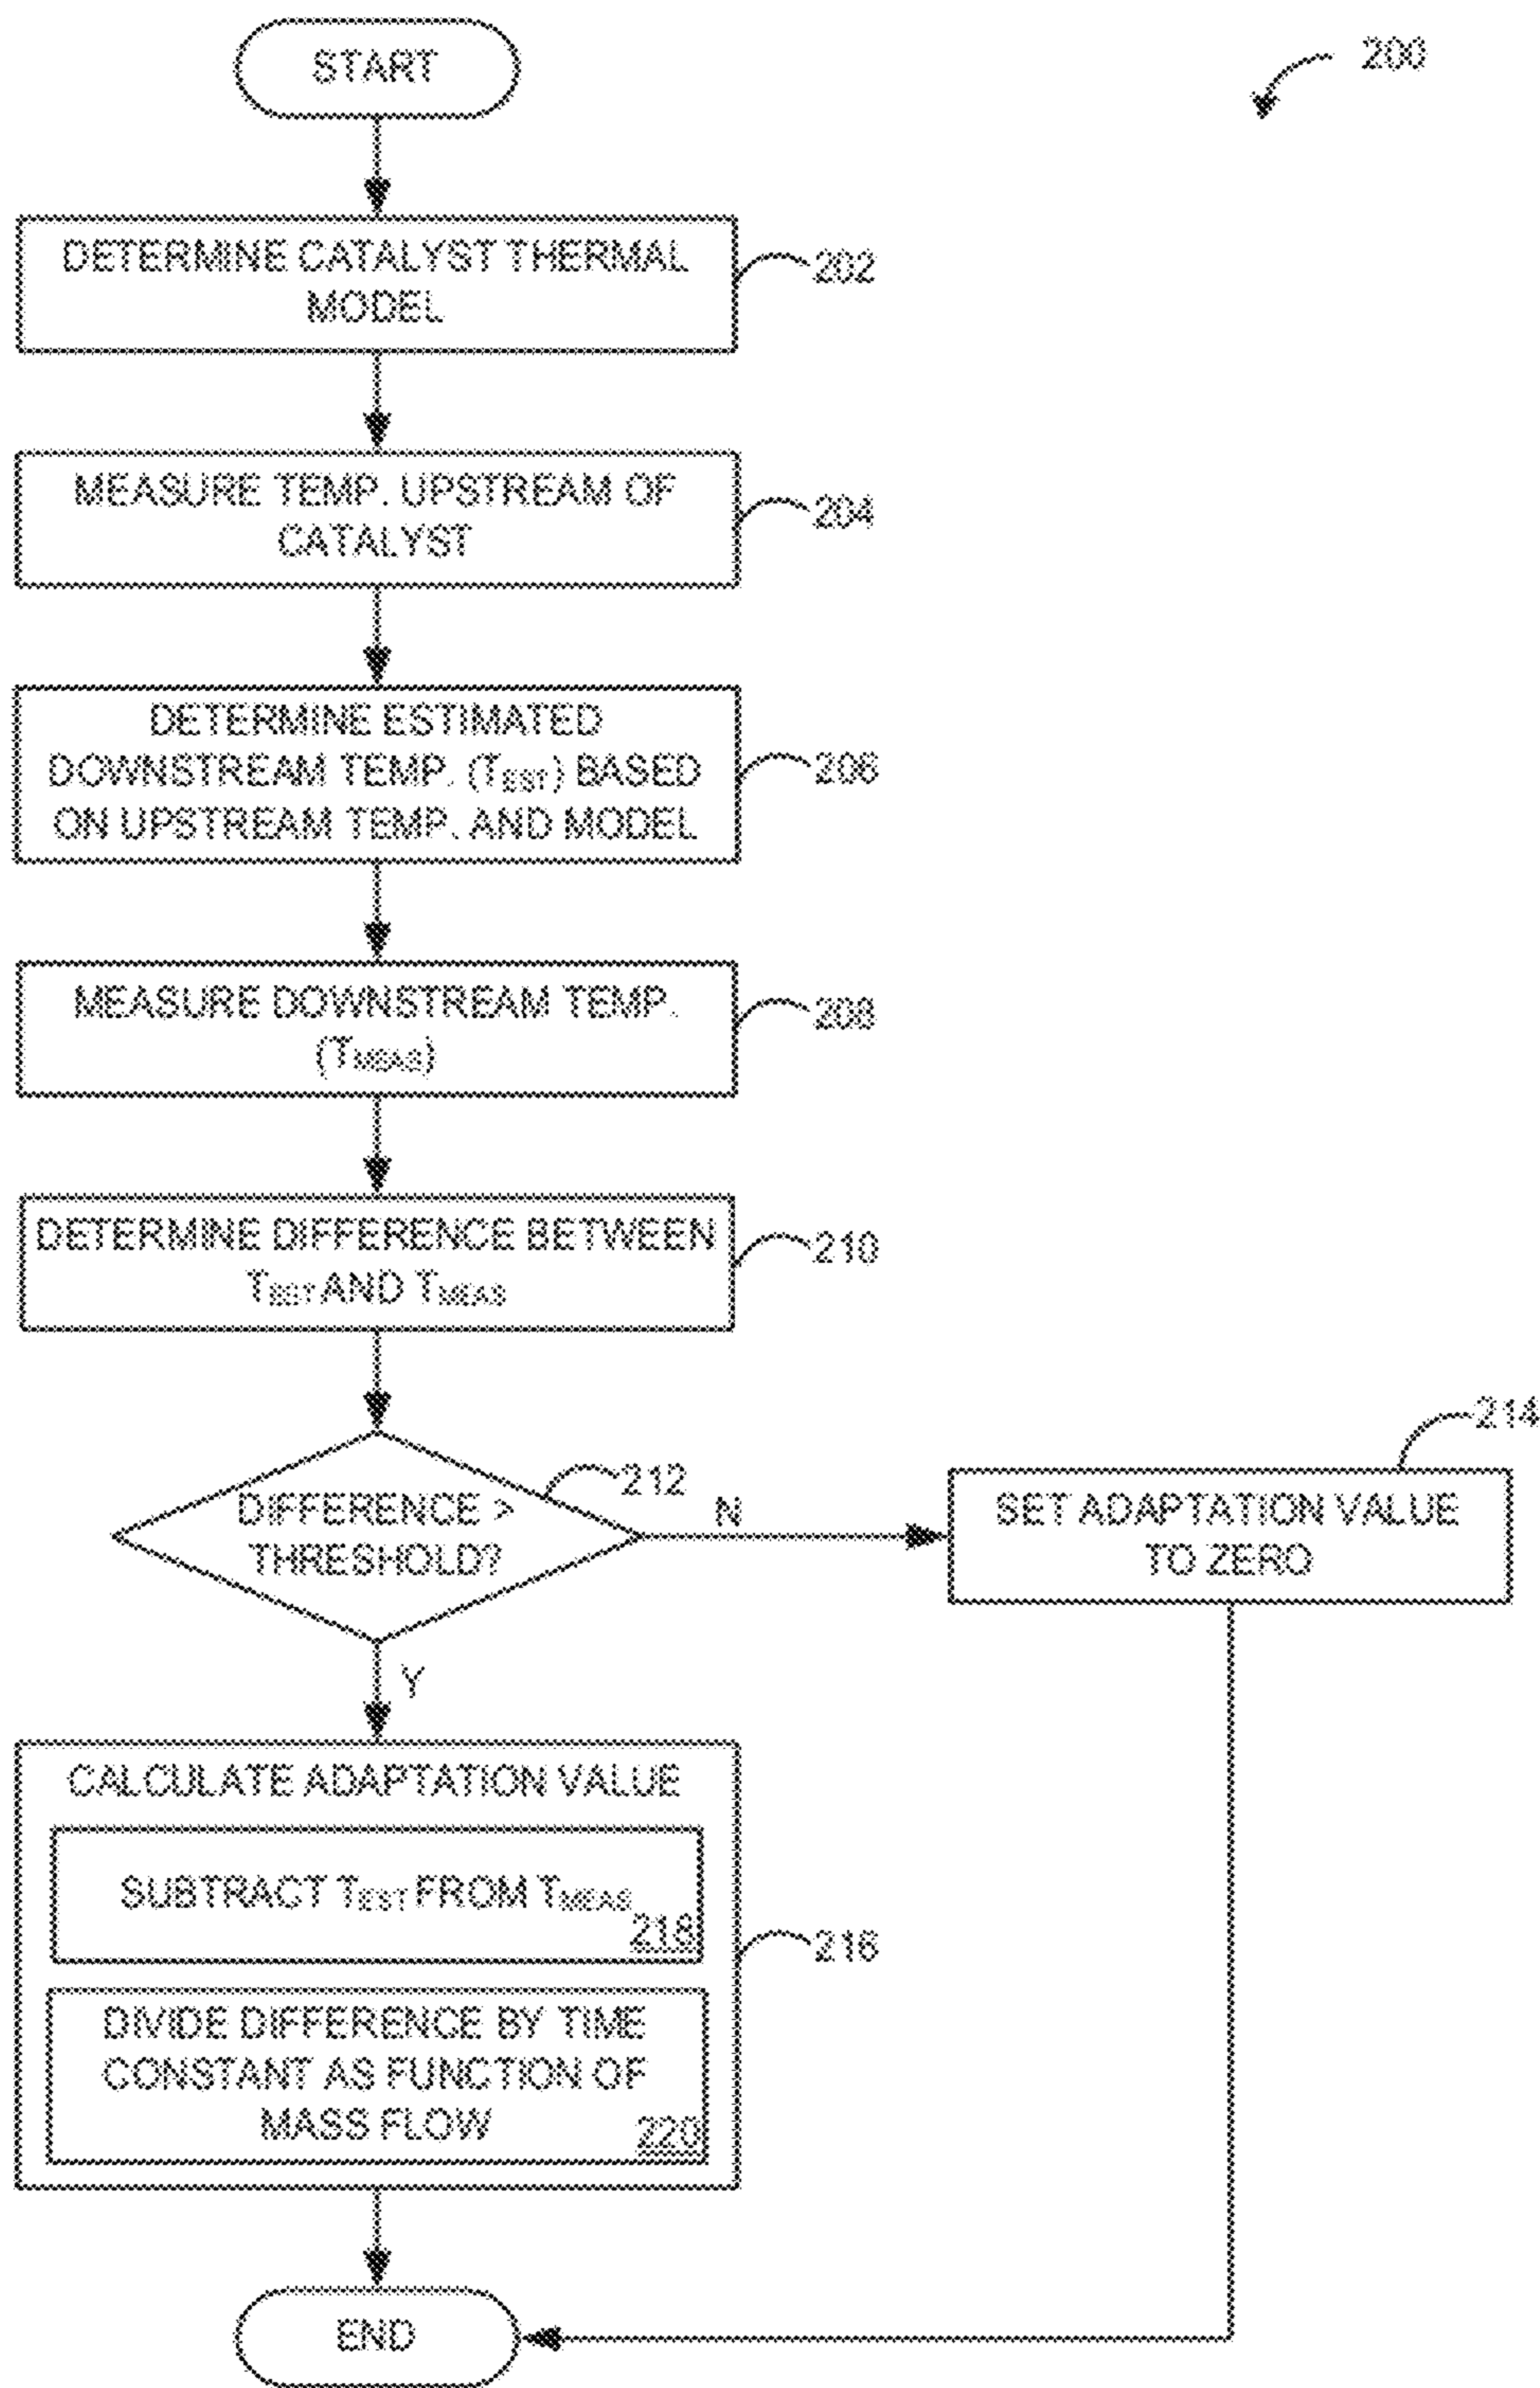 START
200
DETERMINE CATALYST THERMAL
MODEL
202
MEASURE TEMP. UPSTREAM OF
CATALYST
204
DETERMINE ESTIMATED
DOWNSTREAM TEMP. (TEST) BASED
ON UPSTREAM TEMP. AND MODEL
206
MEASURE DOWNSTREAM TEMP.
(TMEAS)
208
DETERMINE DIFFERENCE BETWEEN
TEST AND TMEAS
210
DIFFERENCE >
THRESHOLD?
212
N
214
SET ADAPTATION VALUE
TO ZERO
Y
CALCULATE ADAPTATION VALUE
SUBTRACT TEST FROM TMEAS
218
216
DIVIDE DIFFERENCE BY TIME
CONSTANT AS FUNCTION OF
MASS FLOW
220
END